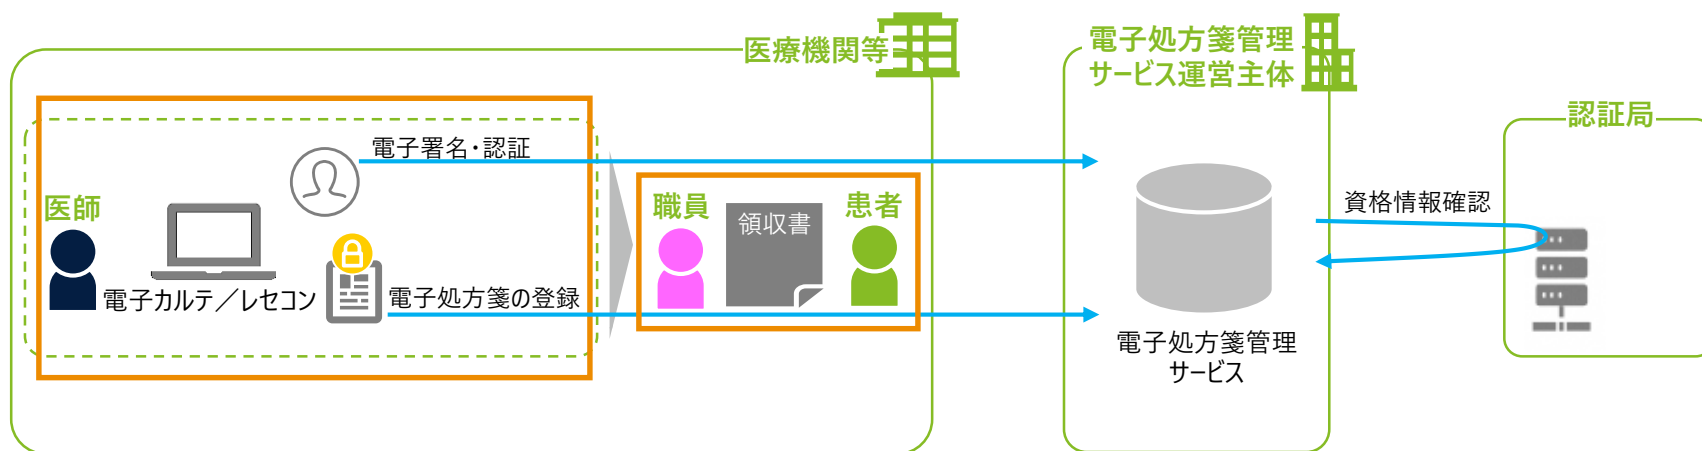 医療機関等
電子処方箋管理
サービス運営主体
認証局
電子署名・認証
医師
電子カルテ／レセコン
電子処方箋の登録
職員
領収書
患者
電子処方箋管理
サービス
資格情報確認